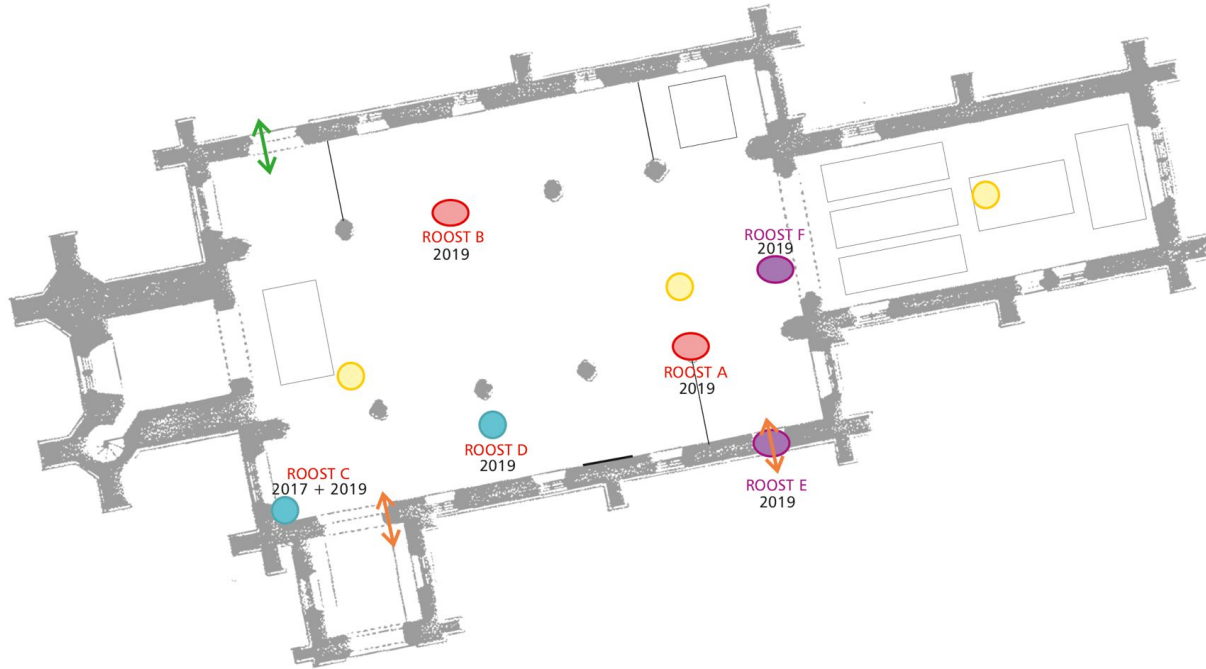 ROOST B
2019
ROOST F
2019
ROOST A
2019
ROOST D
2019
ROOST C
2017 + 2019
ROOST E
2019